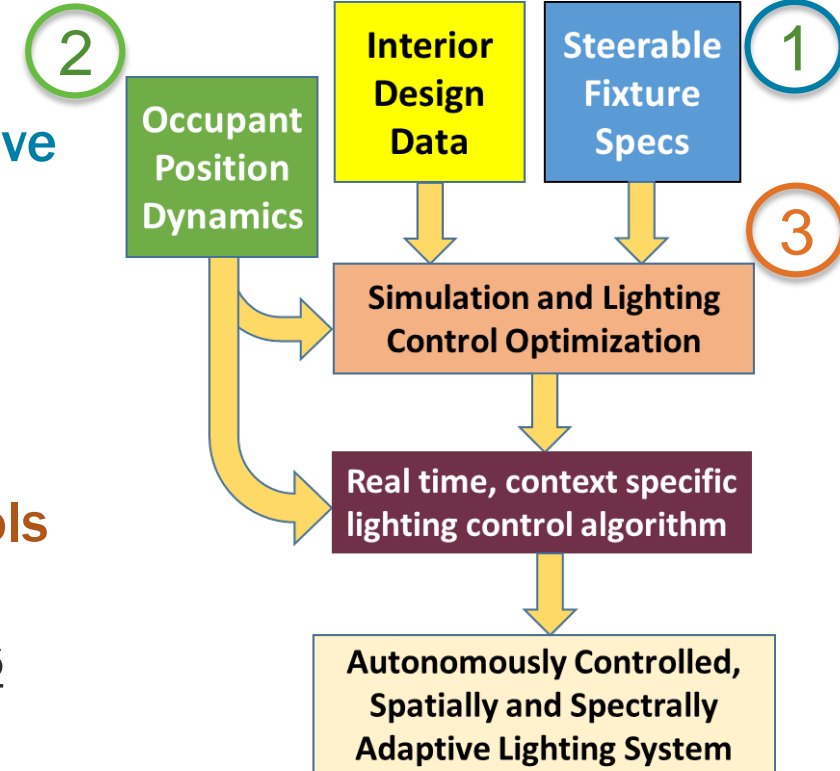 2
Interior
Design
Data
Steerable
Fixture
Specs
1
ve
Occupant
Position
Dynamics
3
Simulation and Lighting
Control Optimization
ols
Real time, context specific
lighting control algorithm
Autonomously Controlled,
Spatially and Spectrally
Adaptive Lighting System